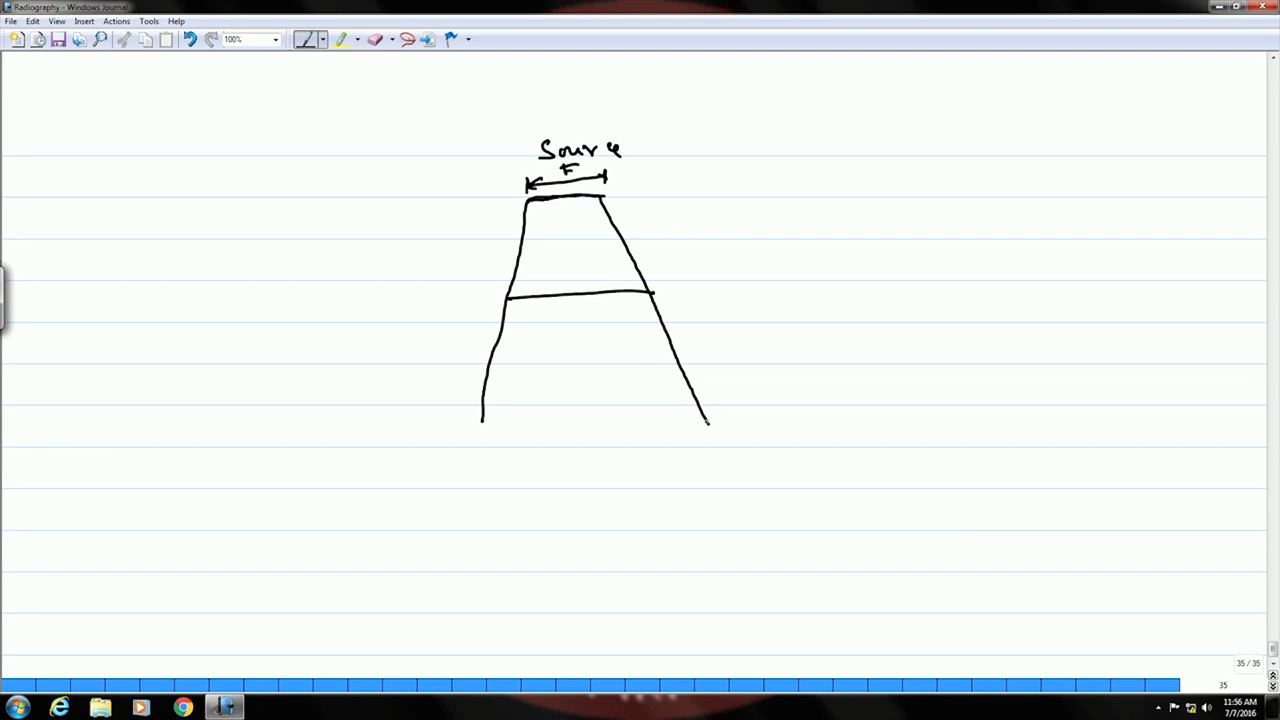 Radiography - Windows Journal
File Edit View Insert Actions Tools Help
100%
Source
F
35 / 35
35
11:56 AM
7/7/2016